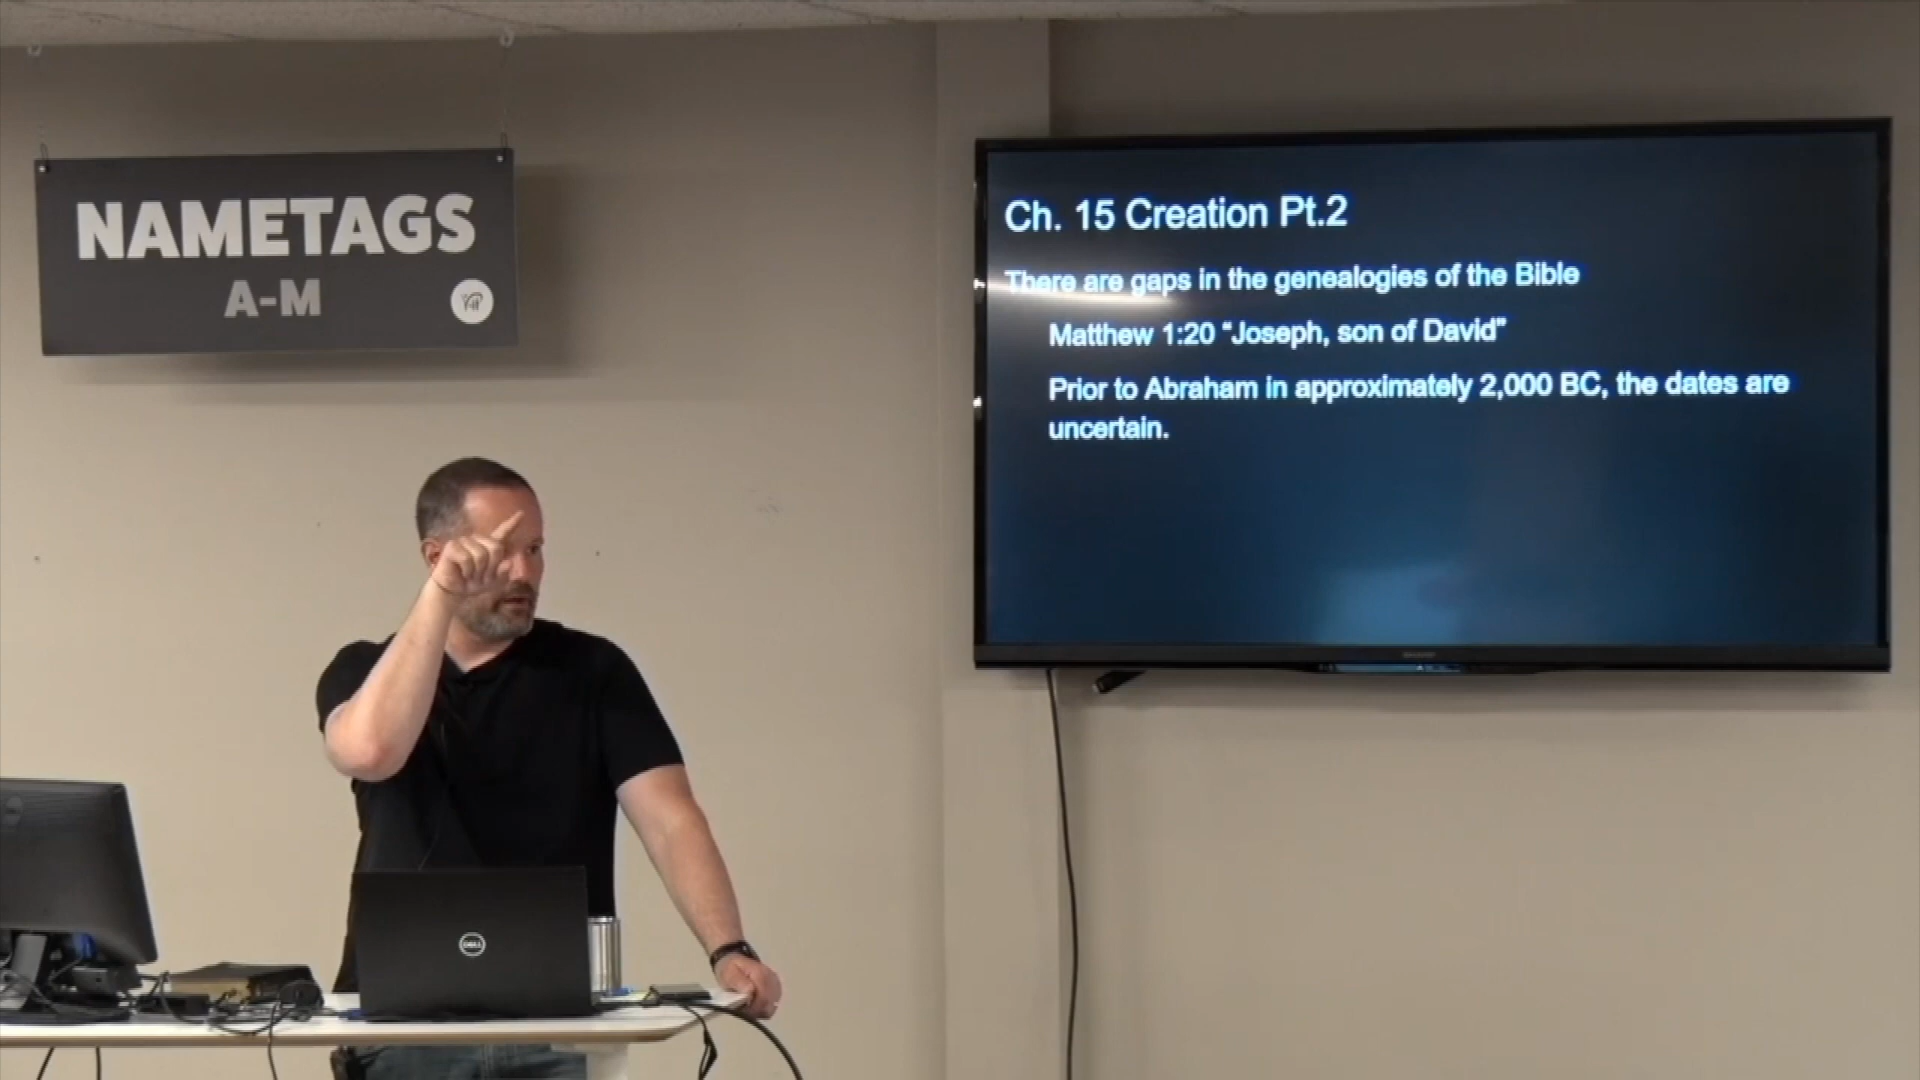 NAMETAGS
A-M
Ch. 15 Creation Pt.2
There are gaps in the genealogies of the Bible
Matthew 1:20 “Joseph, son of David”
Prior to Abraham in approximately 2,000 BC, the dates are
uncertain.
DELL